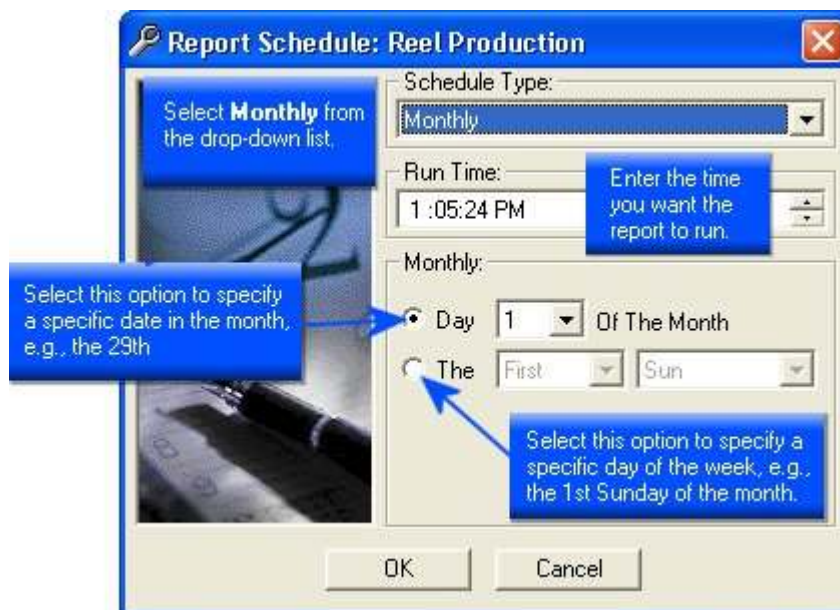 Report Schedule: Reel Production
Select Monthly from
the drop-down list.
Schedule Type:
Monthly
Run Time:
1 :05:24 PM
Enter the time
you want the
report to run.
Monthly:
Select this option to specify
a specific date in the month,
e.g., the 29th
Day 1 Of The Month
The First Sun
Select this option to specify a
specific day of the week, e.g.,
the 1st Sunday of the month.
OK Cancel